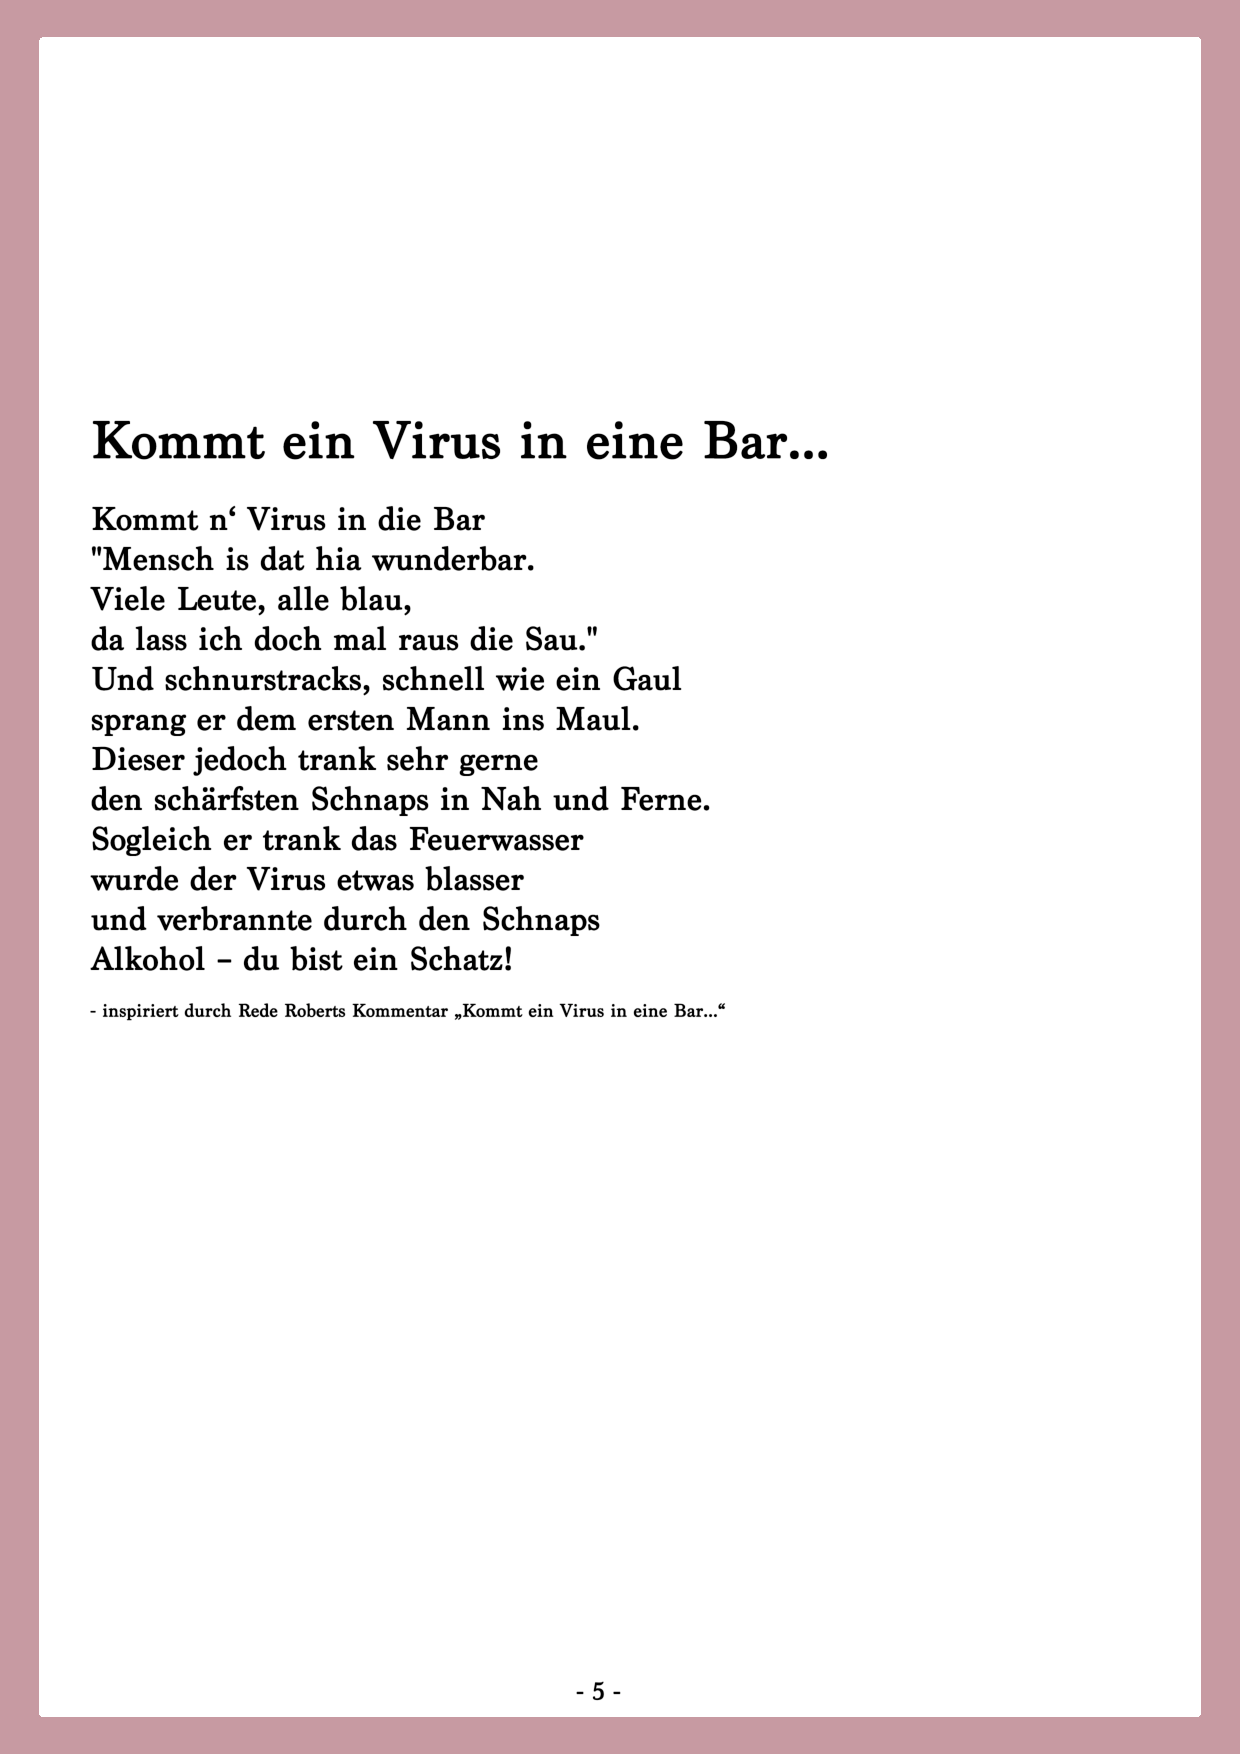 Kommt ein Virus in eine Bar...
Kommt n‘ Virus in die Bar
"Mensch is dat hia wunderbar.
Viele Leute, alle blau,
da lass ich doch mal raus die Sau."
Und schnurstracks, schnell wie ein Gaul
sprang er dem ersten Mann ins Maul.
Dieser jedoch trank sehr gerne
den schärfsten Schnaps in Nah und Ferne.
Sogleich er trank das Feuerwasser
wurde der Virus etwas blasser
und verbrannte durch den Schnaps
Alkohol – du bist ein Schatz!
- inspiriert durch Rede Roberts Kommentar „Kommt ein Virus in eine Bar...“
- 5 -